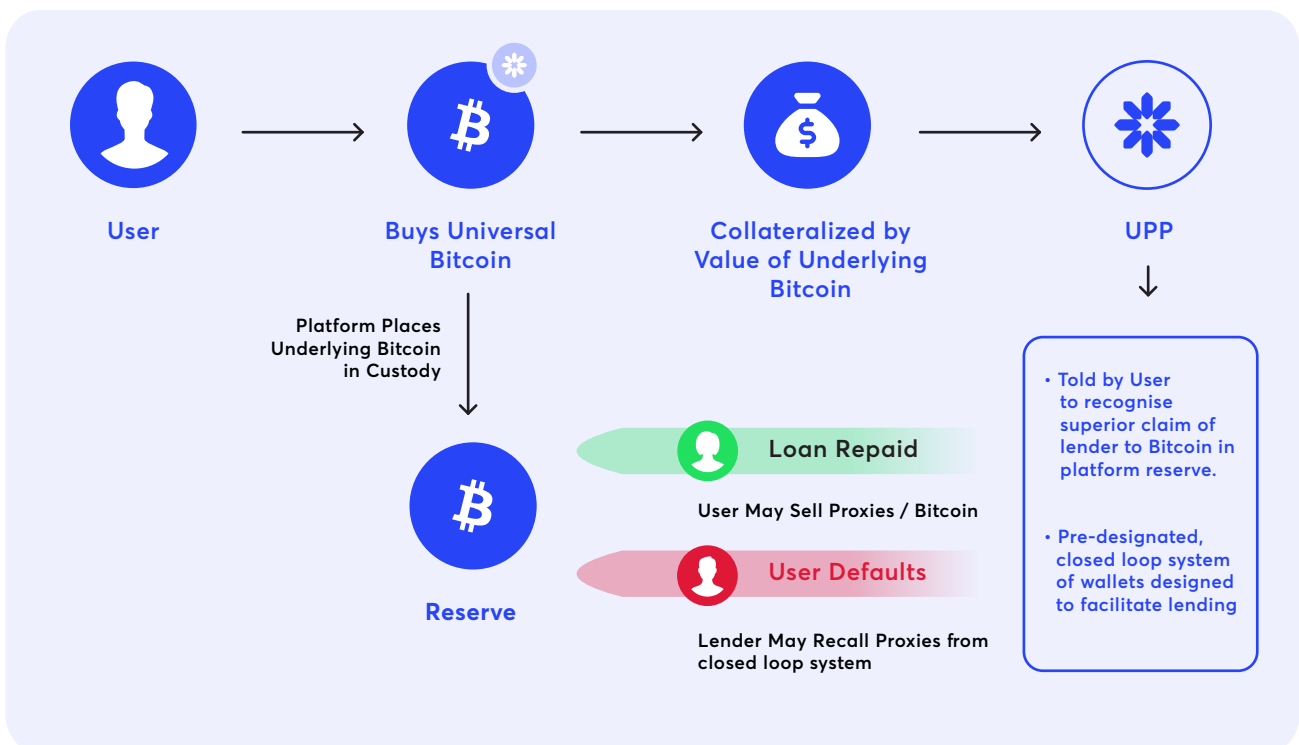 User
Buys Universal
Bitcoin
Collateralized by
Value of Underlying
Bitcoin
UPP
Platform Places
Underlying Bitcoin
in Custody
Reserve
Loan Repaid
User May Sell Proxies / Bitcoin
User Defaults
Lender May Recall Proxies from
closed loop system
• Told by User
to recognise
superior claim of
lender to Bitcoin in
platform reserve.
• Pre-designated,
closed loop system
of wallets designed
to facilitate lending